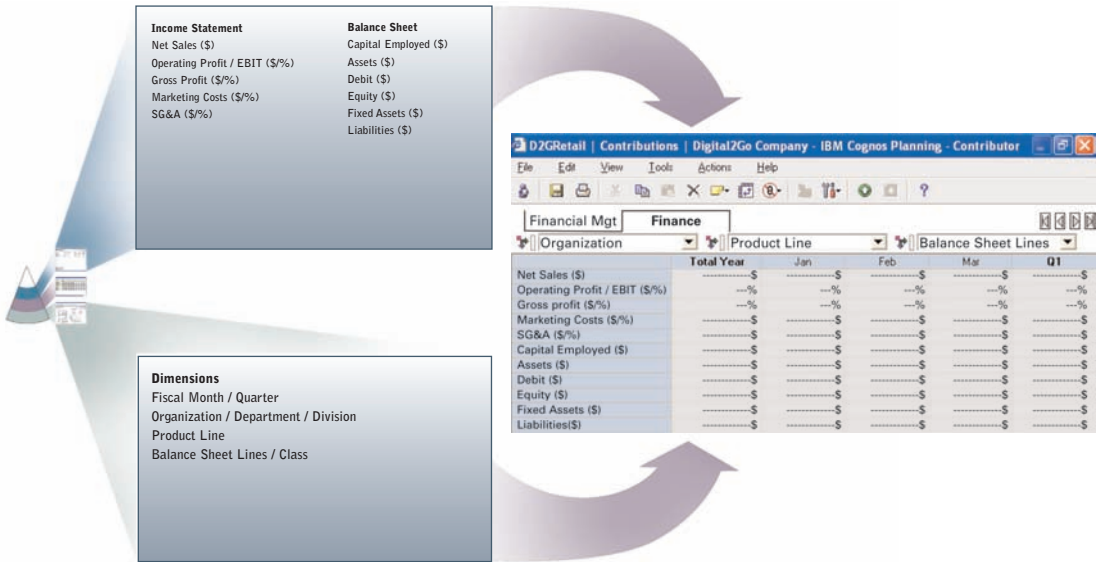 Income Statement
Net Sales ($)
Operating Profit / EBIT ($/%)
Gross Profit ($/%)
Marketing Costs ($/%)
SG&A ($/%)
Balance Sheet
Capital Employed ($)
Assets ($)
Debit ($)
Equity ($)
Fixed Assets ($)
Liabilities ($)
Dimensions
Fiscal Month / Quarter
Organization / Department / Division
Product Line
Balance Sheet Lines / Class
D2GRetail | Contributions | Digital2Go Company - IBM Cognos Planning - Contributor
File Edit View Tools Actions Help
Financial Mgt Finance
Organization Product Line Balance Sheet Lines
Total Year Jan Feb Mar Q1
Net Sales ($) ------------$ ------------$ ------------$ ------------$ ------------$
Operating Profit / EBIT ($/%) ---% ---% ---% ---% ---%
Gross profit ($/%) ---% ---% ---% ---% ---%
Marketing Costs ($/%) ------------$ ------------$ ------------$ ------------$ ------------$
SG&A ($/%) ------------$ ------------$ ------------$ ------------$ ------------$
Capital Employed ($) ------------$ ------------$ ------------$ ------------$ ------------$
Assets ($) ------------$ ------------$ ------------$ ------------$ ------------$
Debit ($) ------------$ ------------$ ------------$ ------------$ ------------$
Equity ($) ------------$ ------------$ ------------$ ------------$ ------------$
Fixed Assets ($) ------------$ ------------$ ------------$ ------------$ ------------$
Liabilities($) ------------$ ------------$ ------------$ ------------$ ------------$